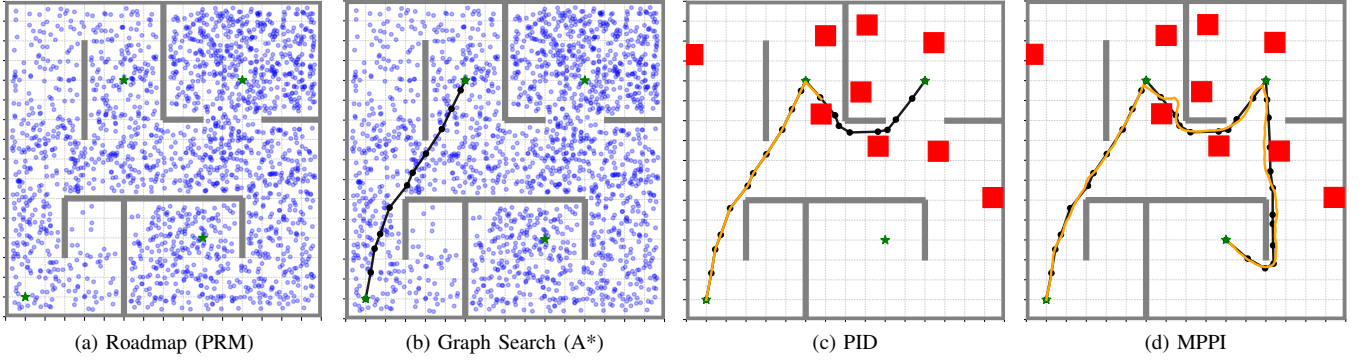 (a) Roadmap (PRM)
(b) Graph Search (A*)
(c) PID
(d) MPPI